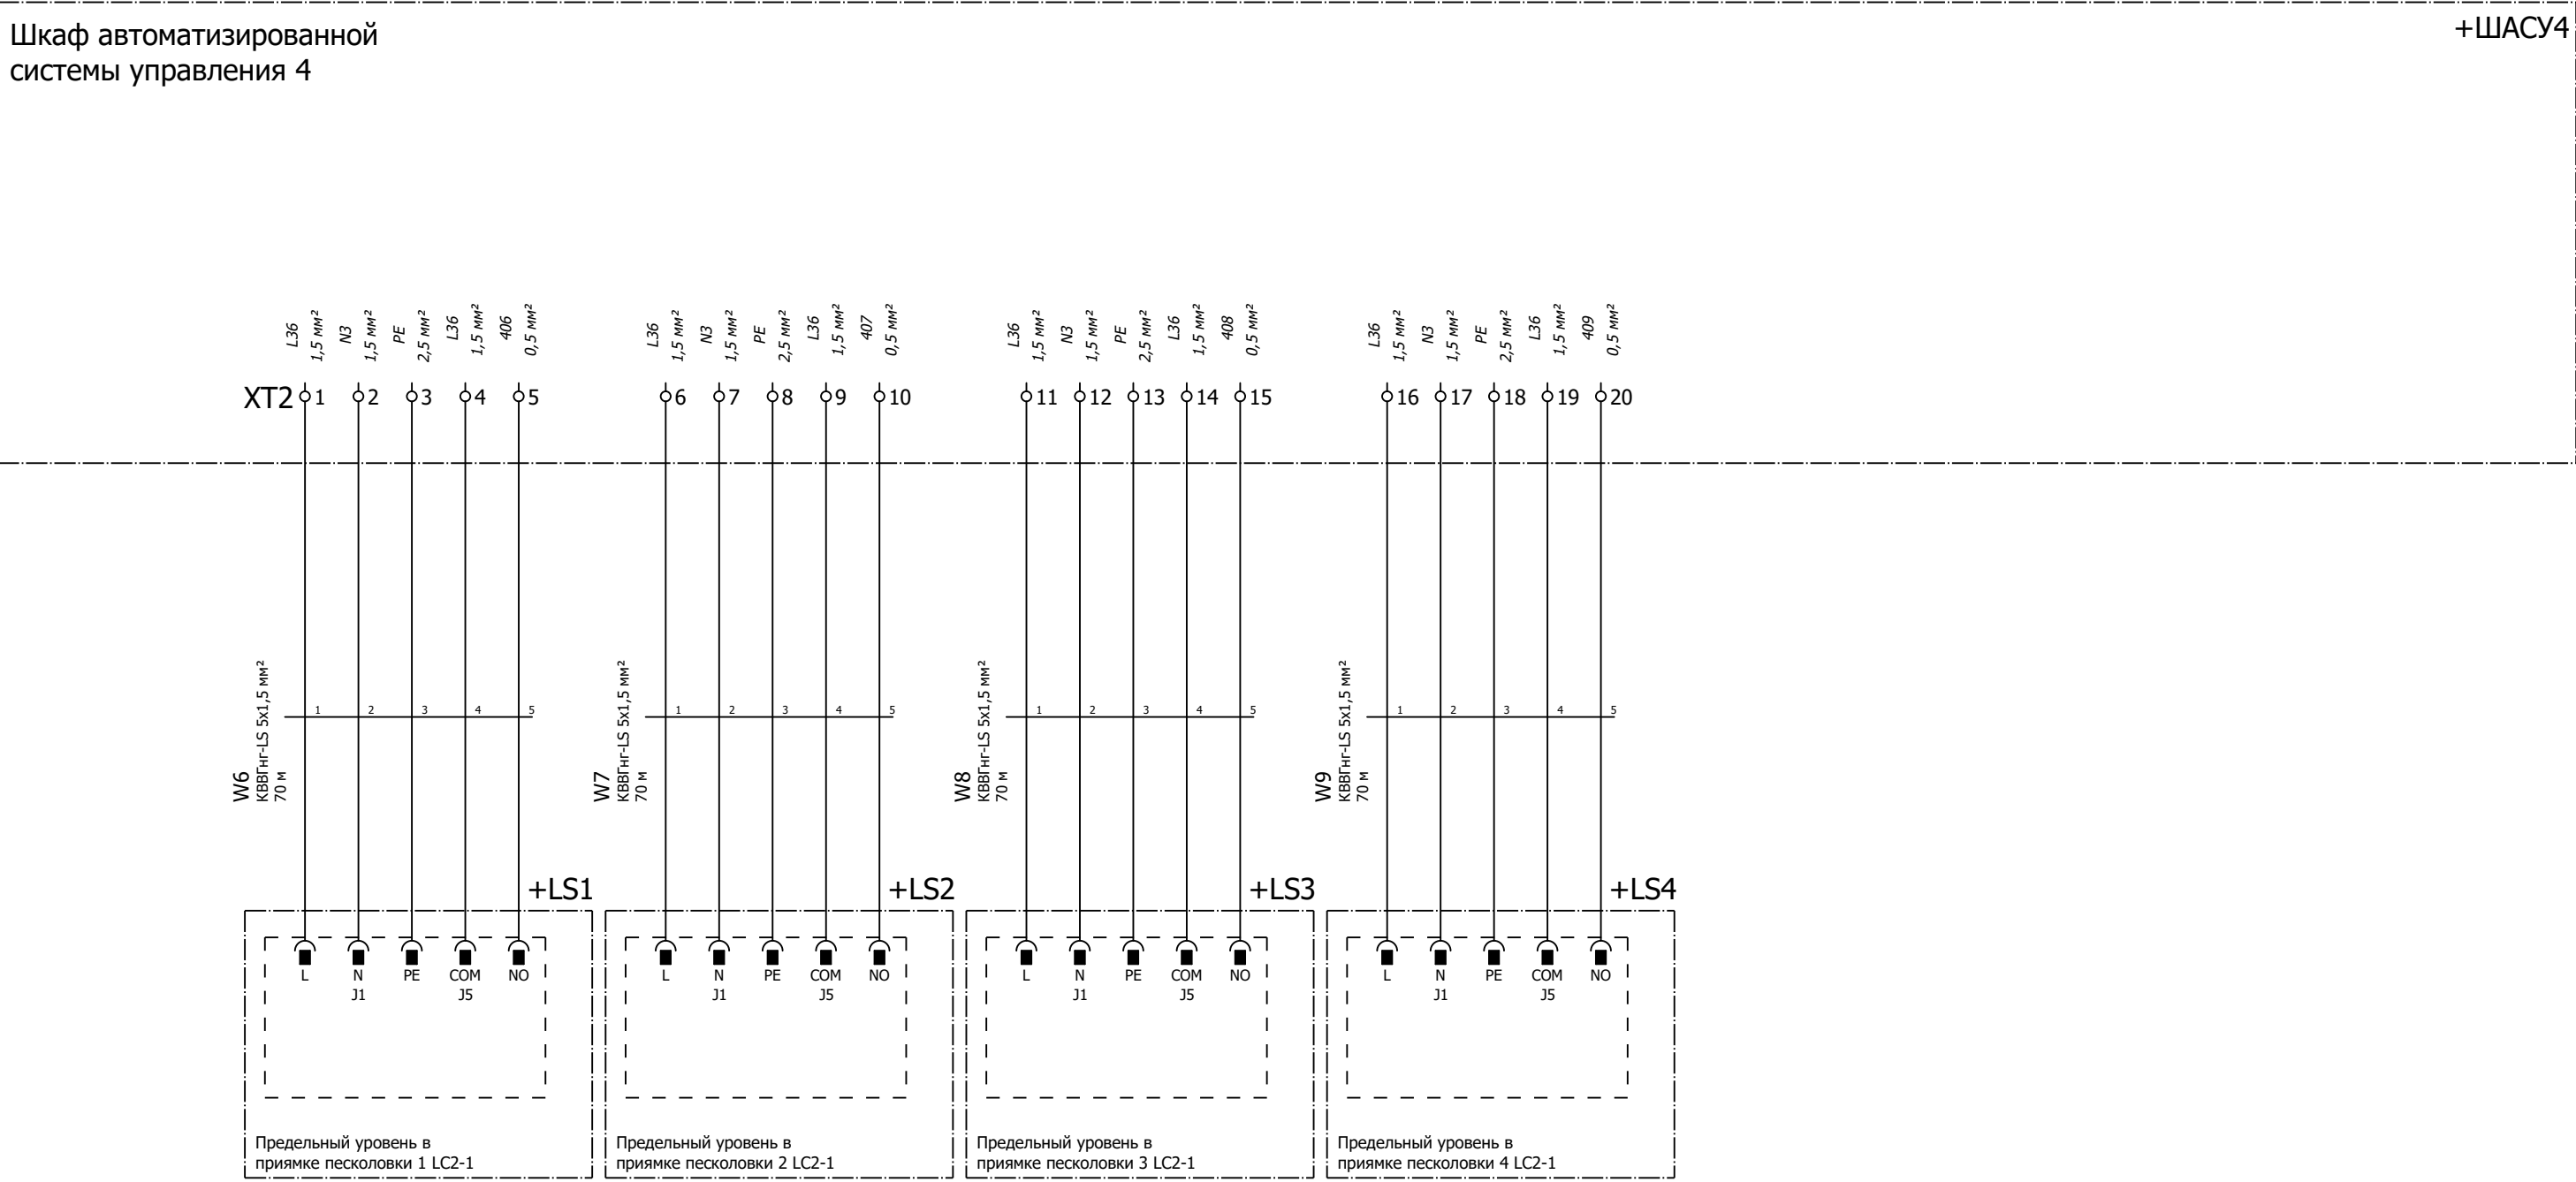 Шкаф автоматизированной
системы управления 4
+ШАСУ4
L36
1,5 мм²
N3
1,5 мм²
PE
2,5 мм²
L36
1,5 мм²
406
0,5 мм²
L36
1,5 мм²
N3
1,5 мм²
PE
2,5 мм²
L36
1,5 мм²
407
0,5 мм²
L36
1,5 мм²
N3
1,5 мм²
PE
2,5 мм²
L36
1,5 мм²
408
0,5 мм²
L36
1,5 мм²
N3
1,5 мм²
PE
2,5 мм²
L36
1,5 мм²
409
0,5 мм²
XT2 1 2 3 4 5 6 7 8 9 10 11 12 13 14 15 16 17 18 19 20
W6
КВВГнг-LS 5x1,5 мм²
70 м
1 2 3 4 5
W7
КВВГнг-LS 5x1,5 мм²
70 м
1 2 3 4 5
W8
КВВГнг-LS 5x1,5 мм²
70 м
1 2 3 4 5
W9
КВВГнг-LS 5x1,5 мм²
70 м
1 2 3 4 5
+LS1
L N PE COM NO
J1 J5
Предельный уровень в
приямке песколовки 1 LC2-1
+LS2
L N PE COM NO
J1 J5
Предельный уровень в
приямке песколовки 2 LC2-1
+LS3
L N PE COM NO
J1 J5
Предельный уровень в
приямке песколовки 3 LC2-1
+LS4
L N PE COM NO
J1 J5
Предельный уровень в
приямке песколовки 4 LC2-1